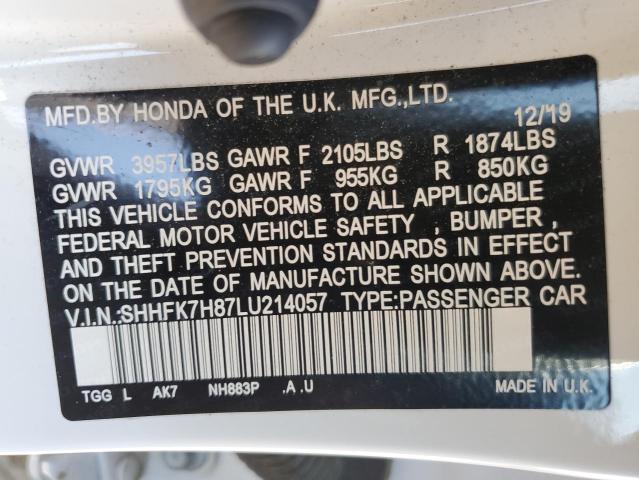 MFD.BY HONDA OF THE U.K. MFG.,LTD. 12/19
GVWR 3957LBS GAWR F 2105LBS R 1874LBS
GVWR 1795KG GAWR F 955KG R 850KG
THIS VEHICLE CONFORMS TO ALL APPLICABLE
FEDERAL MOTOR VEHICLE SAFETY , BUMPER ,
AND THEFT PREVENTION STANDARDS IN EFFECT
ON THE DATE OF MANUFACTURE SHOWN ABOVE.
V.I.N.:SHHFK7H87LU214057 TYPE:PASSENGER CAR
TGG L AK7 NH883P .A .U MADE IN U.K.